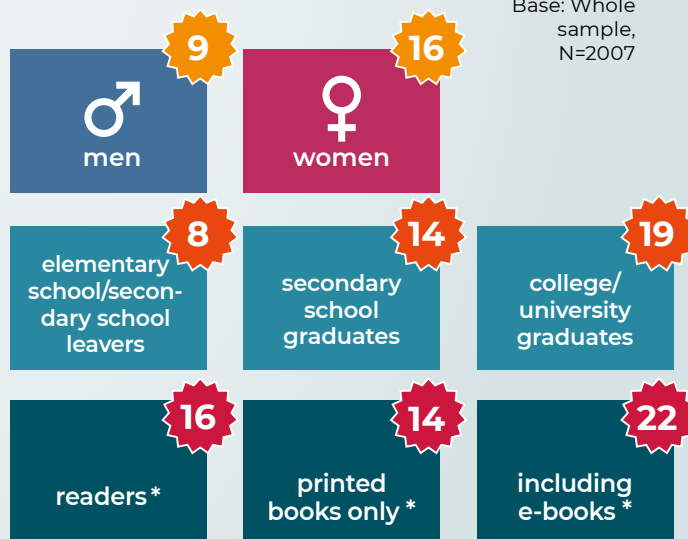 Base: Whole
sample,
N=2007
9
men
16
women
8
elementary
school/secon-
dary school
leavers
14
secondary
school
graduates
19
college/
university
graduates
16
readers *
14
printed
books only *
22
including
e-books *